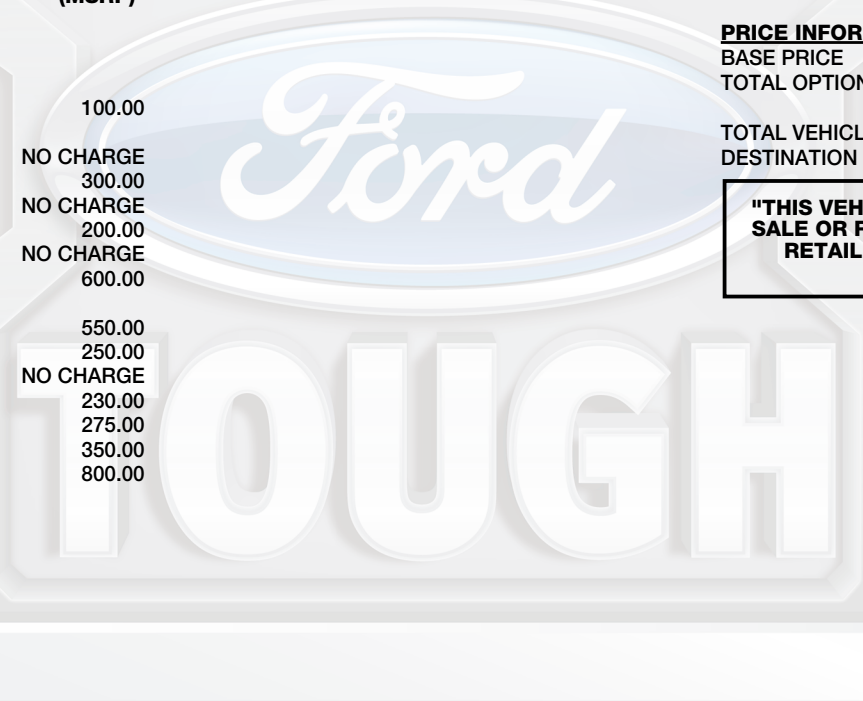 (MSRP)
100.00
NO CHARGE
300.00
NO CHARGE
200.00
NO CHARGE
600.00
550.00
250.00
NO CHARGE
230.00
275.00
350.00
800.00
PRICE INFOR
BASE PRICE
TOTAL OPTION
TOTAL VEHICL
DESTINATION
"THIS VEH
SALE OR F
RETAIL
Ford
TOUGH